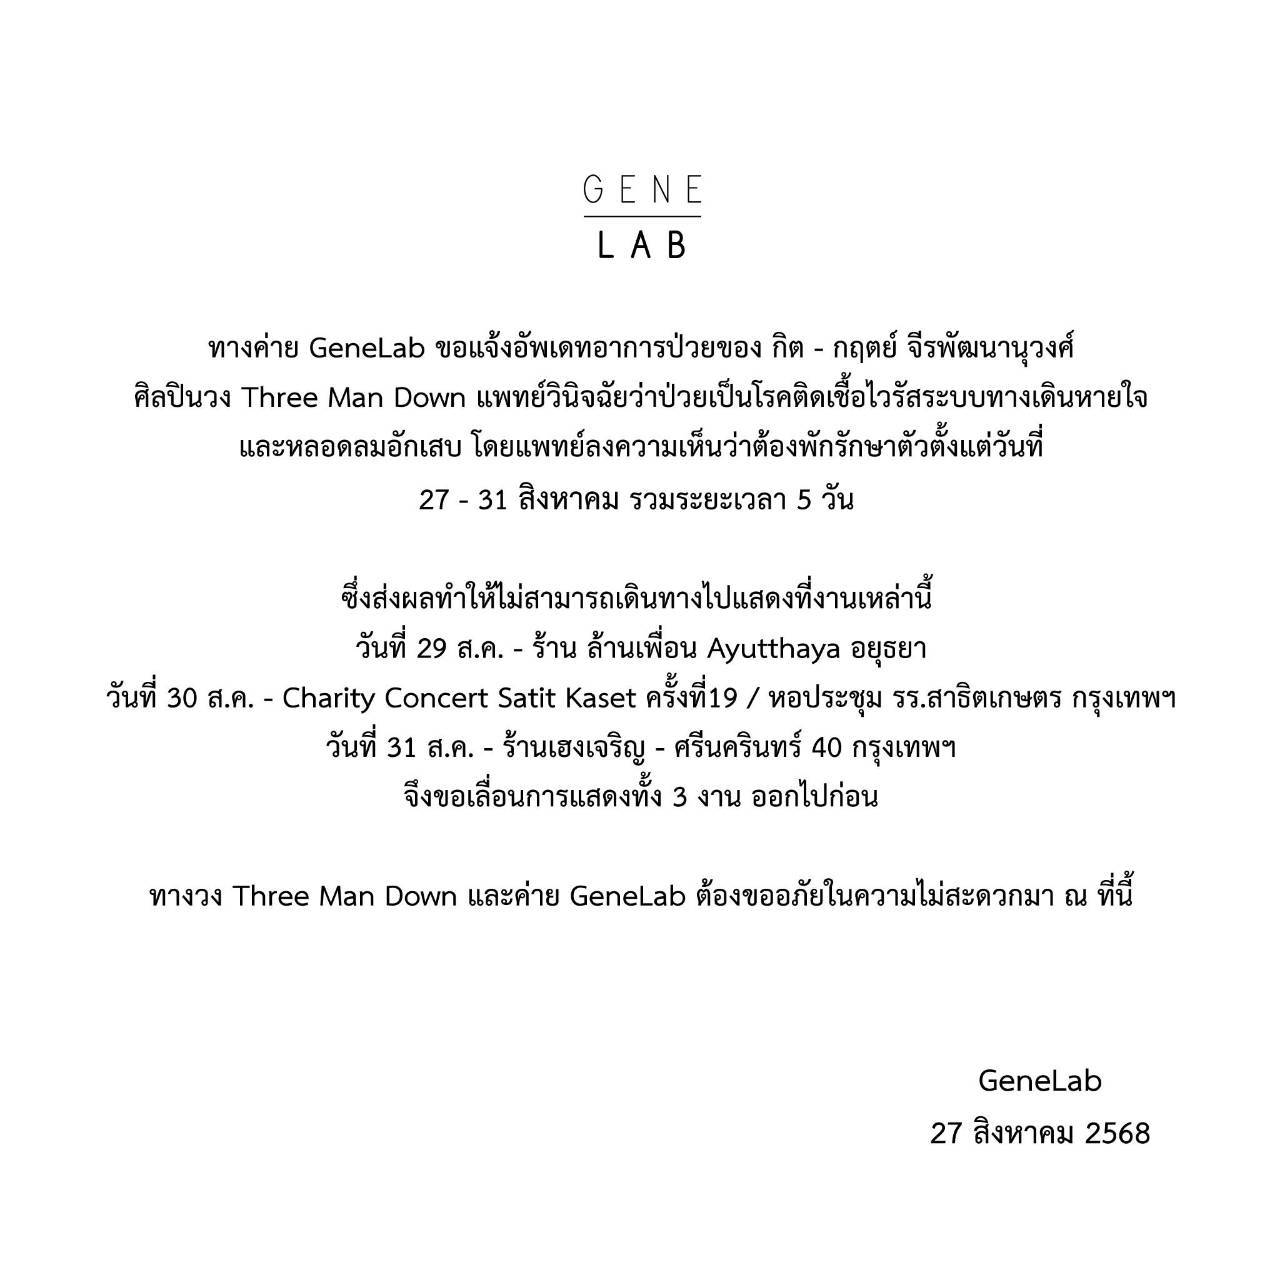 GENE
LAB
ทางค่าย GeneLab ขอแจ้งอัพเดทอาการป่วยของ กิต - กฤตย์ จีรพัฒนานุวงศ์
ศิลปินวง Three Man Down แพทย์วินิจฉัยว่าป่วยเป็นโรคติดเชื้อไวรัสระบบทางเดินหายใจ
และหลอดลมอักเสบ โดยแพทย์ลงความเห็นว่าต้องพักรักษาตัวตั้งแต่วันที่
27 - 31 สิงหาคม รวมระยะเวลา 5 วัน
ซึ่งส่งผลทำให้ไม่สามารถเดินทางไปแสดงที่งานเหล่านี้
วันที่ 29 ส.ค. - ร้าน ล้านเพื่อน Ayutthaya อยุธยา
วันที่ 30 ส.ค. - Charity Concert Satit Kaset ครั้งที่19 / หอประชุม รร.สาธิตเกษตร กรุงเทพฯ
วันที่ 31 ส.ค. - ร้านเฮงเจริญ - ศรีนครินทร์ 40 กรุงเทพฯ
จึงขอเลื่อนการแสดงทั้ง 3 งาน ออกไปก่อน
ทางวง Three Man Down และค่าย GeneLab ต้องขออภัยในความไม่สะดวกมา ณ ที่นี้
GeneLab
27 สิงหาคม 2568